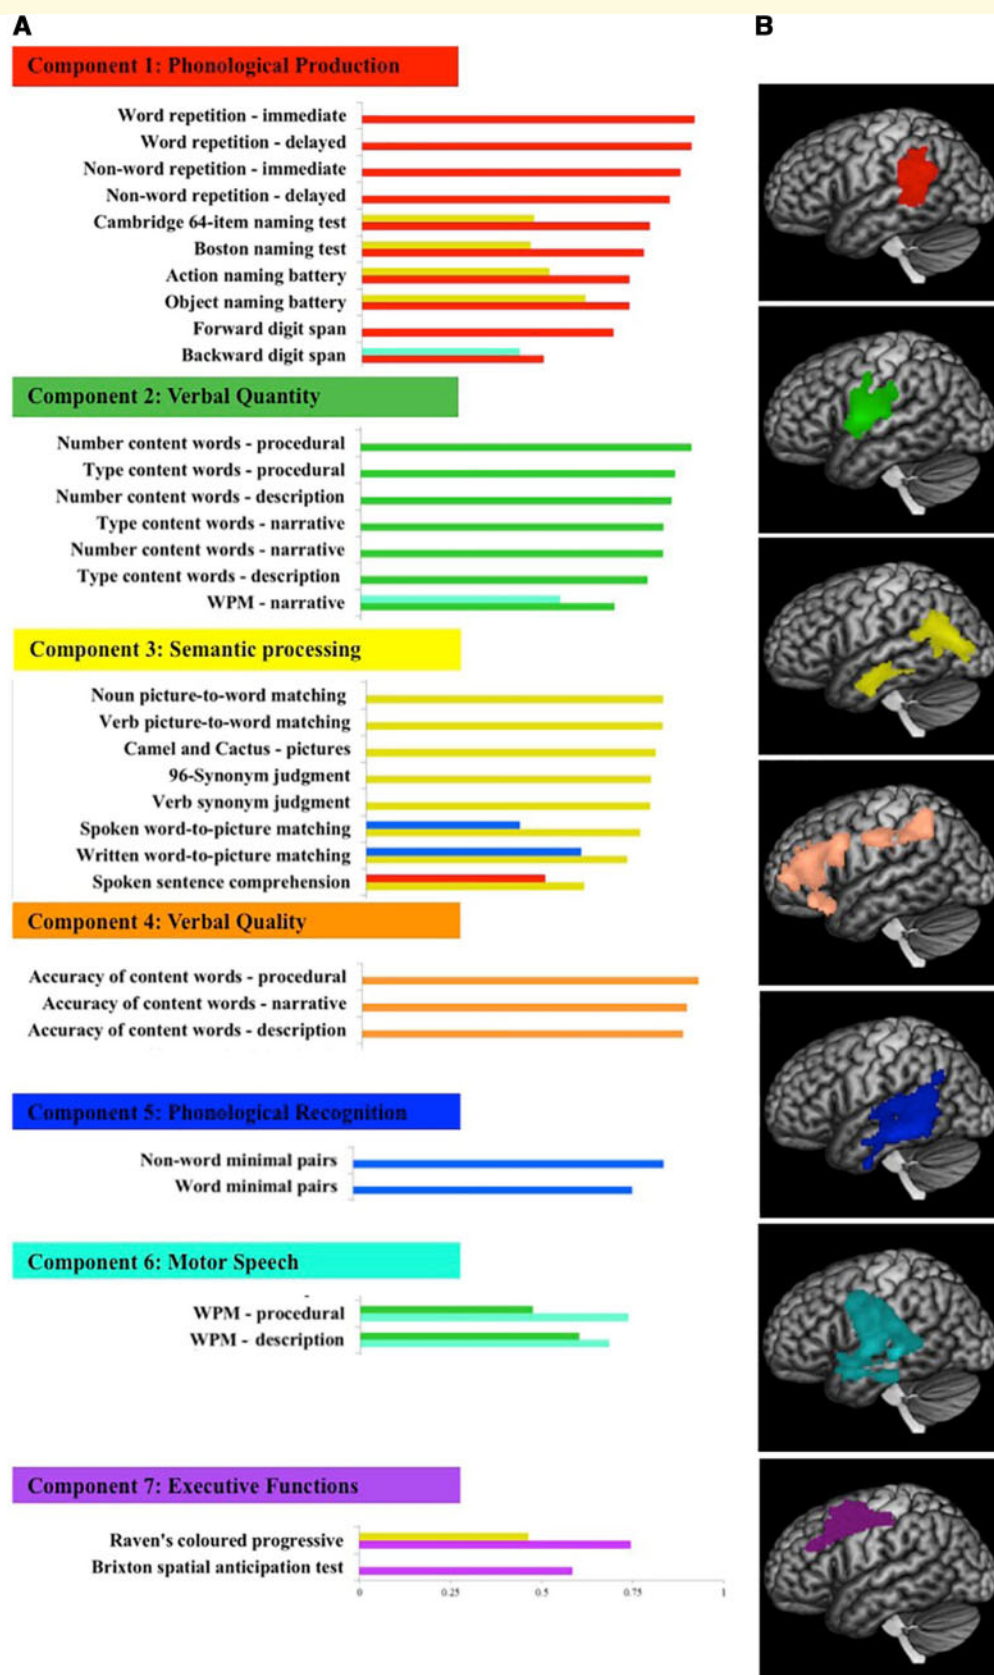 A
B
Component 1: Phonological Production
Word repetition - immediate
Word repetition - delayed
Non-word repetition - immediate
Non-word repetition - delayed
Cambridge 64-item naming test
Boston naming test
Action naming battery
Object naming battery
Forward digit span
Backward digit span
Component 2: Verbal Quantity
Number content words - procedural
Type content words - procedural
Number content words - description
Type content words - narrative
Number content words - narrative
Type content words - description
WPM - narrative
Component 3: Semantic processing
Noun picture-to-word matching
Verb picture-to-word matching
Camel and Cactus - pictures
96-Synonym judgment
Verb synonym judgment
Spoken word-to-picture matching
Written word-to-picture matching
Spoken sentence comprehension
Component 4: Verbal Quality
Accuracy of content words - procedural
Accuracy of content words - narrative
Accuracy of content words - description
Component 5: Phonological Recognition
Non-word minimal pairs
Word minimal pairs
Component 6: Motor Speech
WPM - procedural
WPM - description
Component 7: Executive Functions
Raven's coloured progressive
Brixton spatial anticipation test
0 0.25 0.5 0.75 1